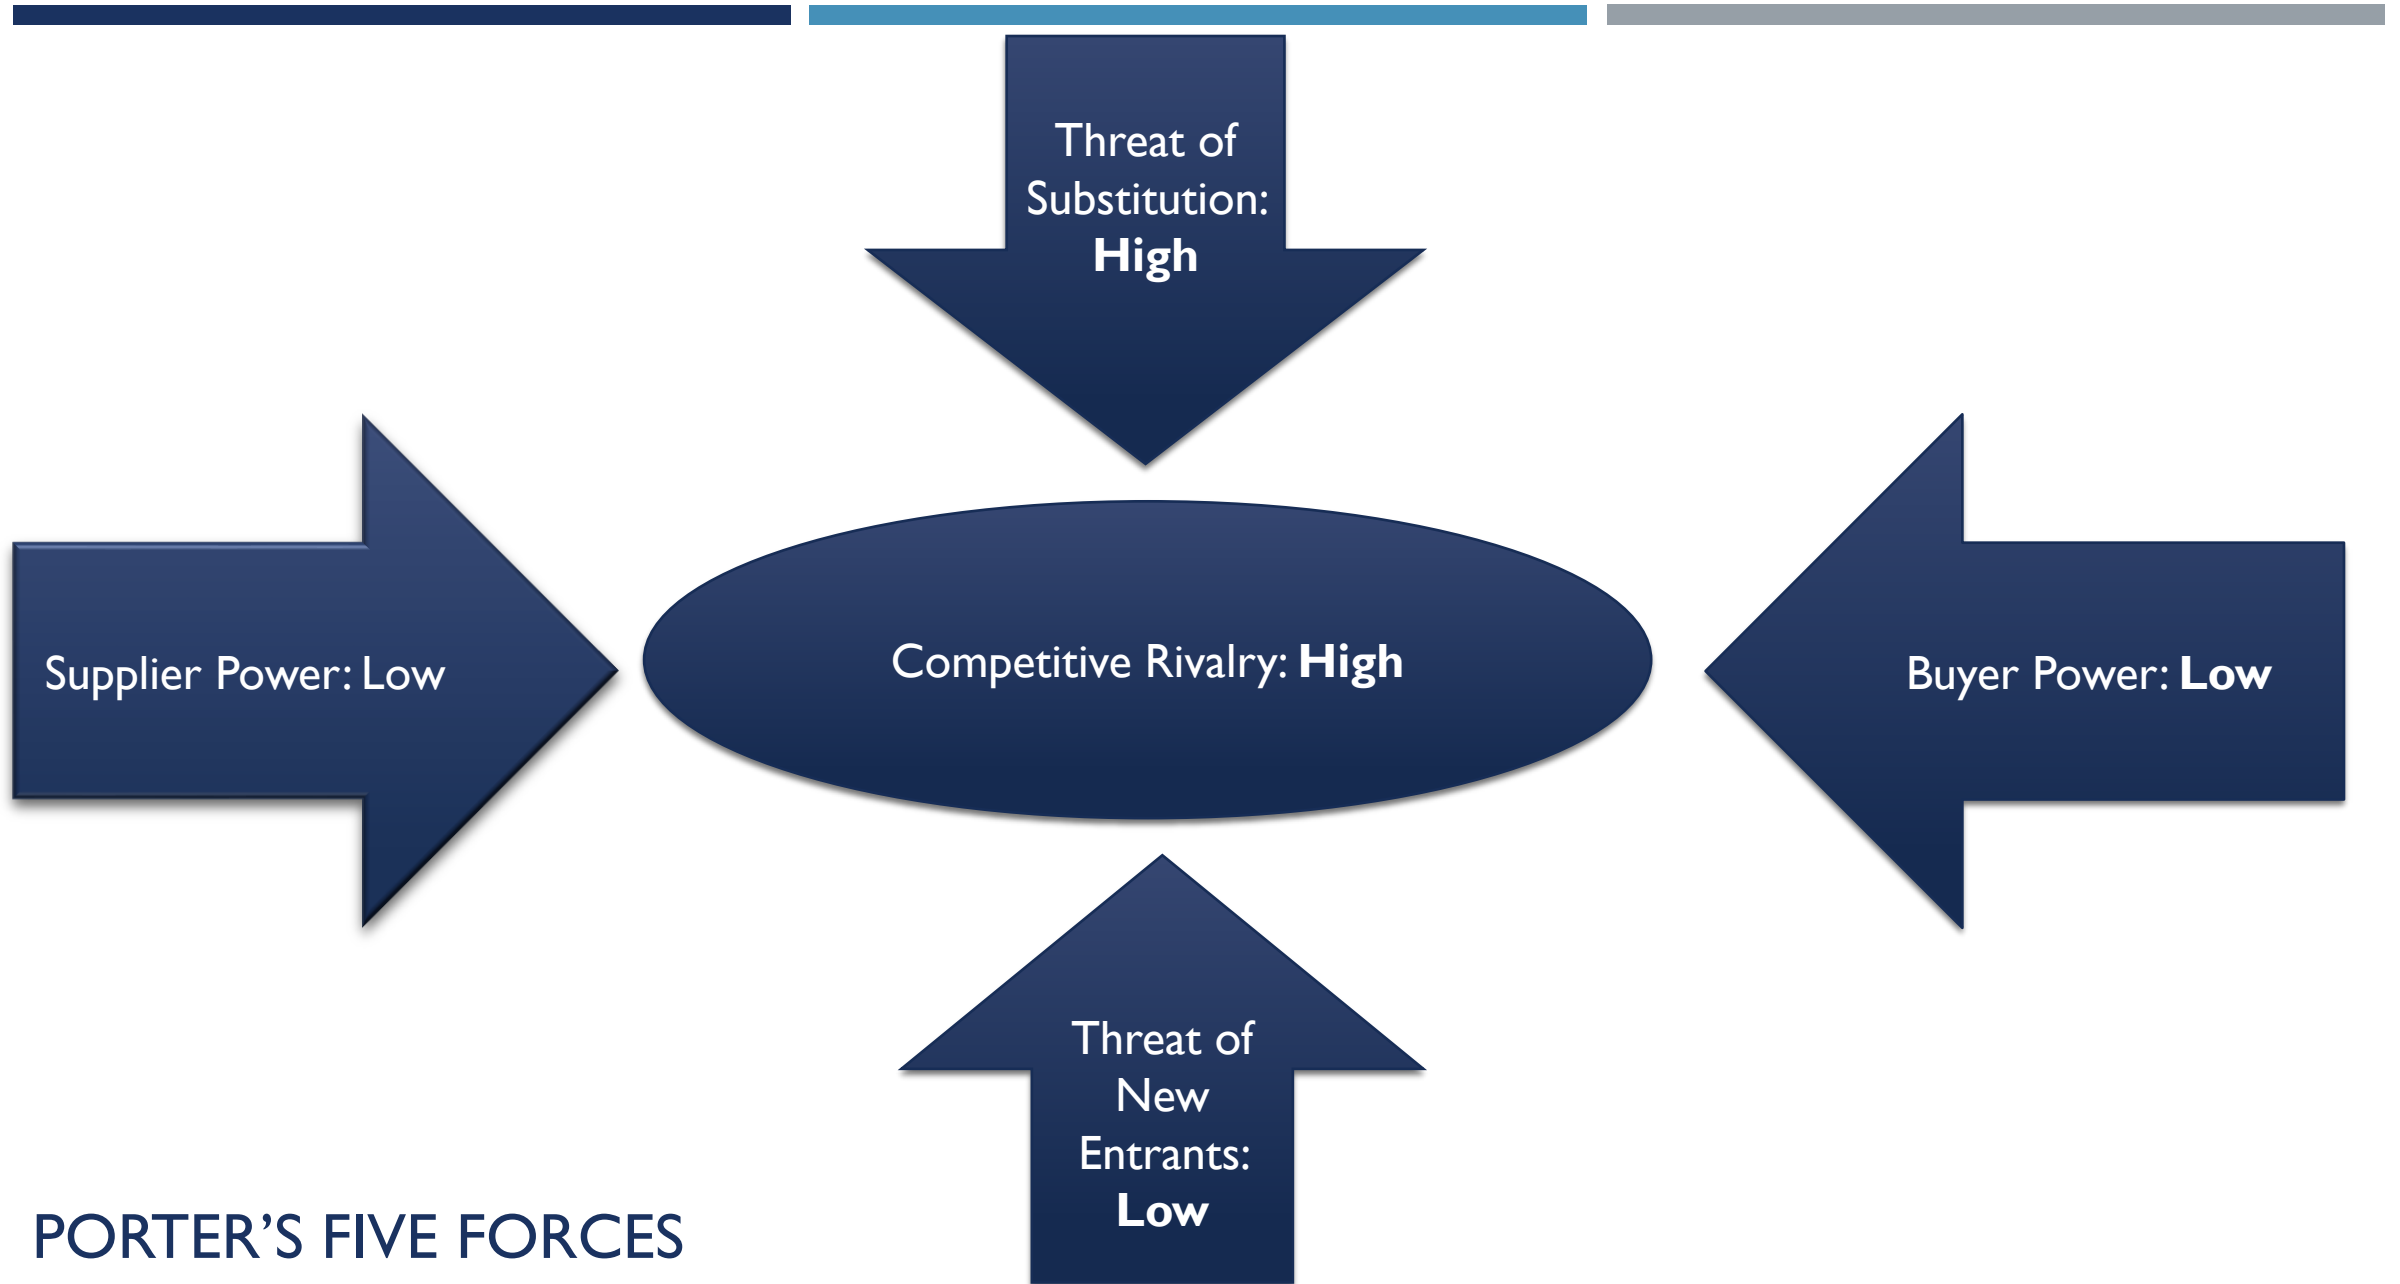 Threat of
Substitution:
High
Supplier Power: Low
Competitive Rivalry: High
Buyer Power: Low
Threat of
New
Entrants:
Low
PORTER’S FIVE FORCES